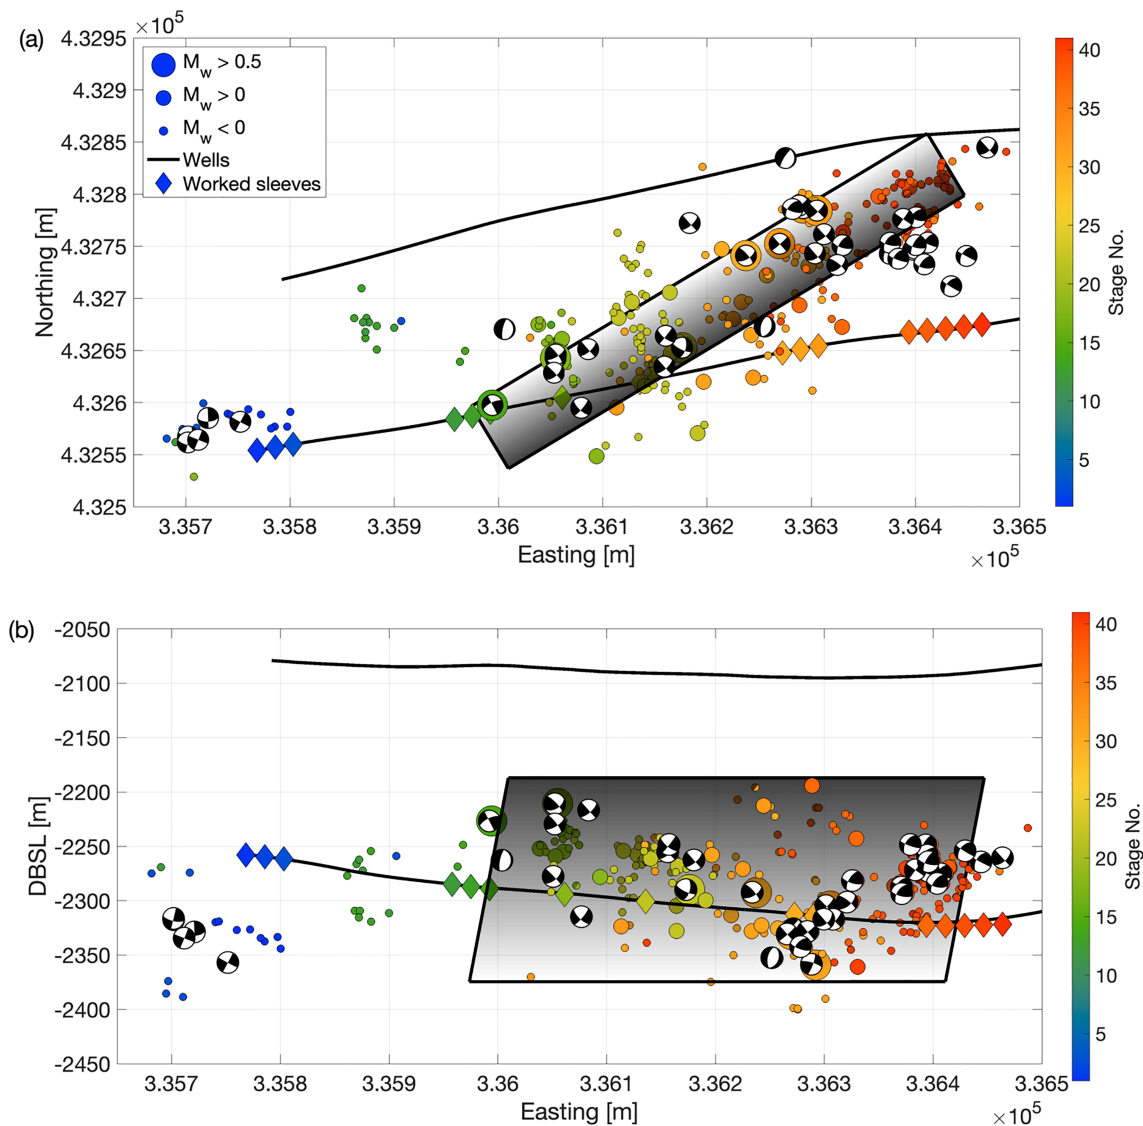 (a)
×10⁵
4.3295
4.329
4.3285
4.328
4.3275
4.327
4.3265
4.326
4.3255
4.325
Northing [m]
M_w > 0.5
M_w > 0
M_w < 0
Wells
Worked sleeves
3.357 3.358 3.359 3.36 3.361 3.362 3.363 3.364 3.365
Easting [m]
×10⁵
40
35
30
25
20
15
10
5
Stage No.
(b)
-2050
-2100
-2150
-2200
-2250
-2300
-2350
-2400
-2450
DBSL [m]
3.357 3.358 3.359 3.36 3.361 3.362 3.363 3.364 3.365
Easting [m]
×10⁵
40
35
30
25
20
15
10
5
Stage No.